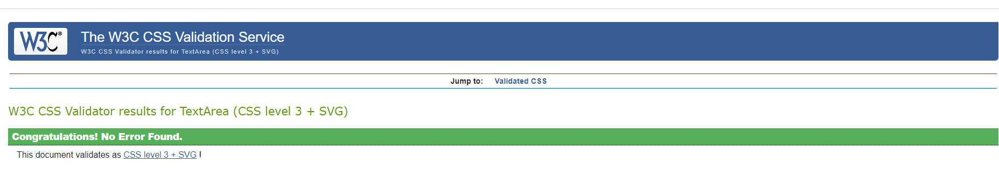 W3C®
The W3C CSS Validation Service
W3C CSS Validator results for TextArea (CSS level 3 + SVG)
Jump to: Validated CSS
W3C CSS Validator results for TextArea (CSS level 3 + SVG)
Congratulations! No Error Found.
This document validates as CSS level 3 + SVG !